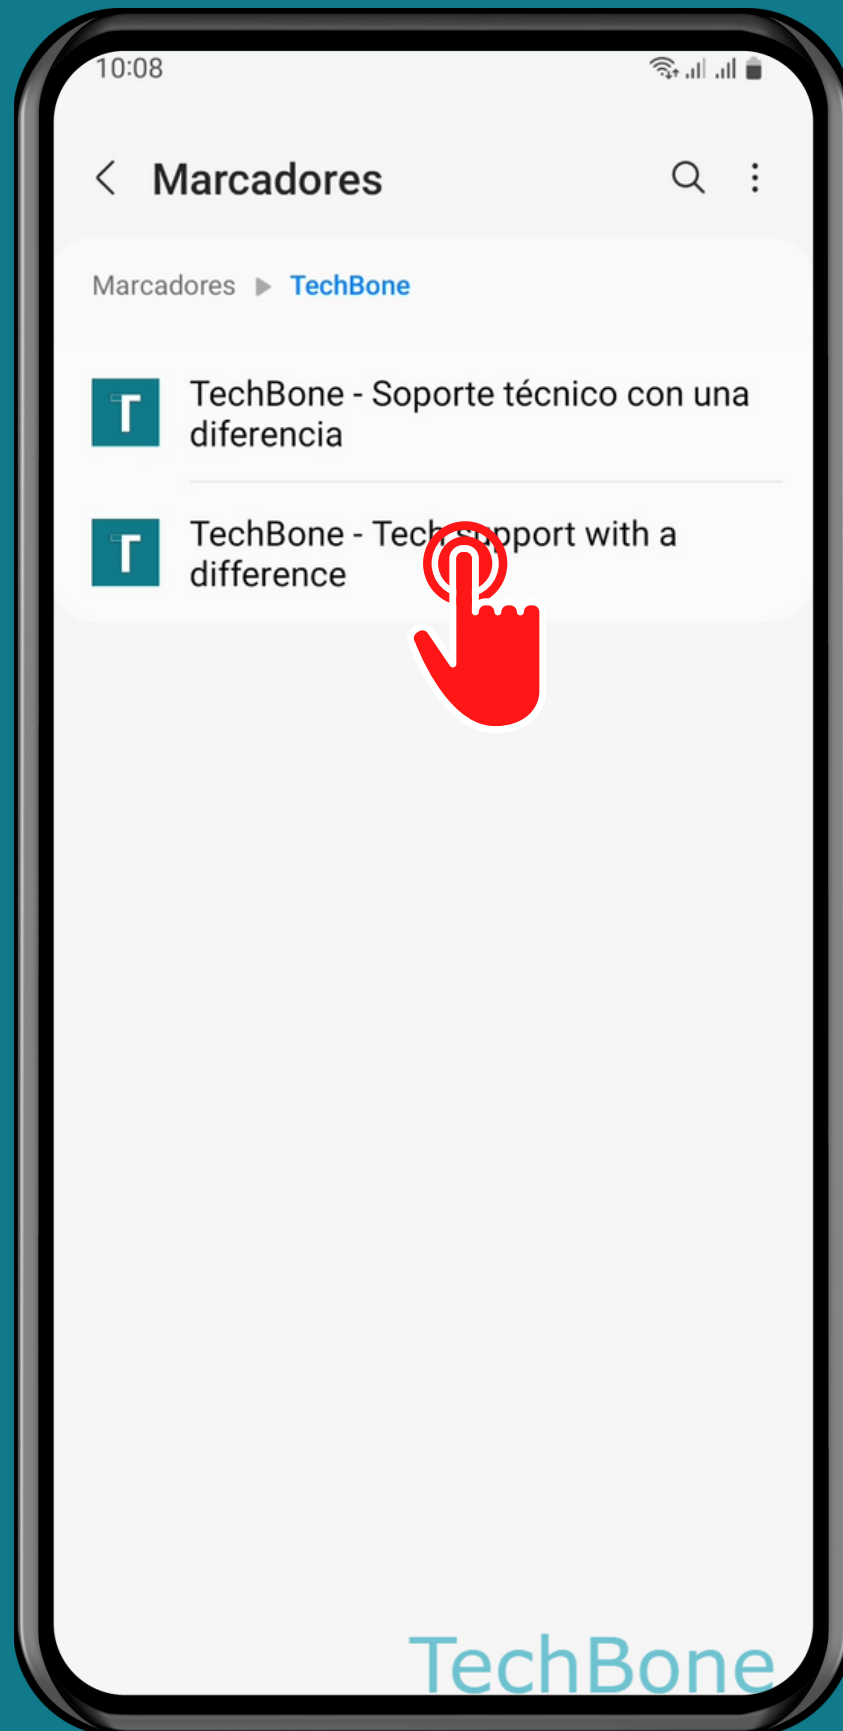 10:08
Marcadores
Marcadores TechBone
TechBone - Soporte técnico con una
diferencia
TechBone - Tech support with a
difference
TechBone